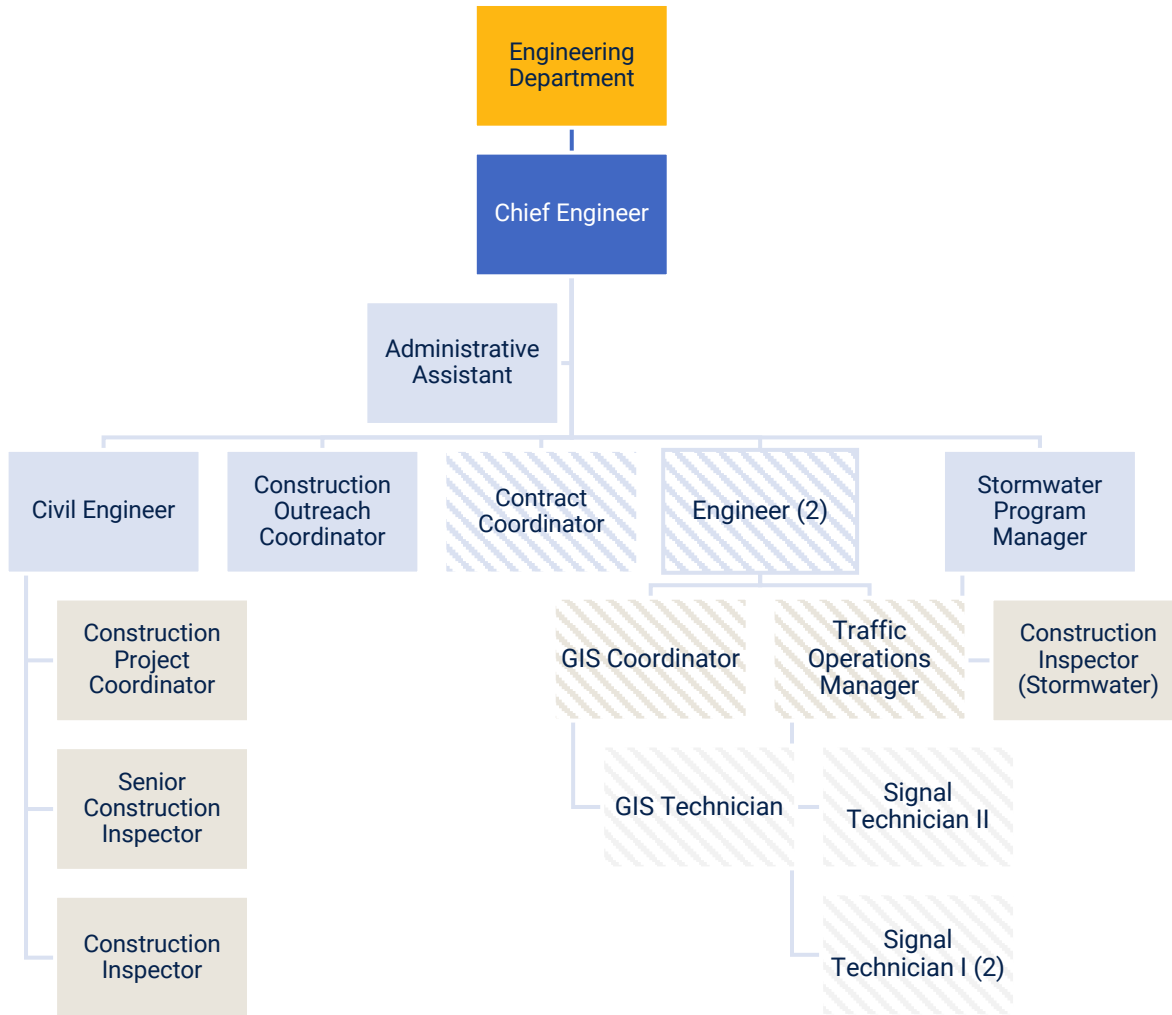 Engineering
Department
Chief Engineer
Administrative
Assistant
Civil Engineer
Construction
Outreach
Coordinator
Contract
Coordinator
Engineer (2)
Stormwater
Program
Manager
Construction
Project
Coordinator
GIS Coordinator
Traffic
Operations
Manager
Construction
Inspector
(Stormwater)
Senior
Construction
Inspector
GIS Technician
Signal
Technician II
Construction
Inspector
Signal
Technician I (2)